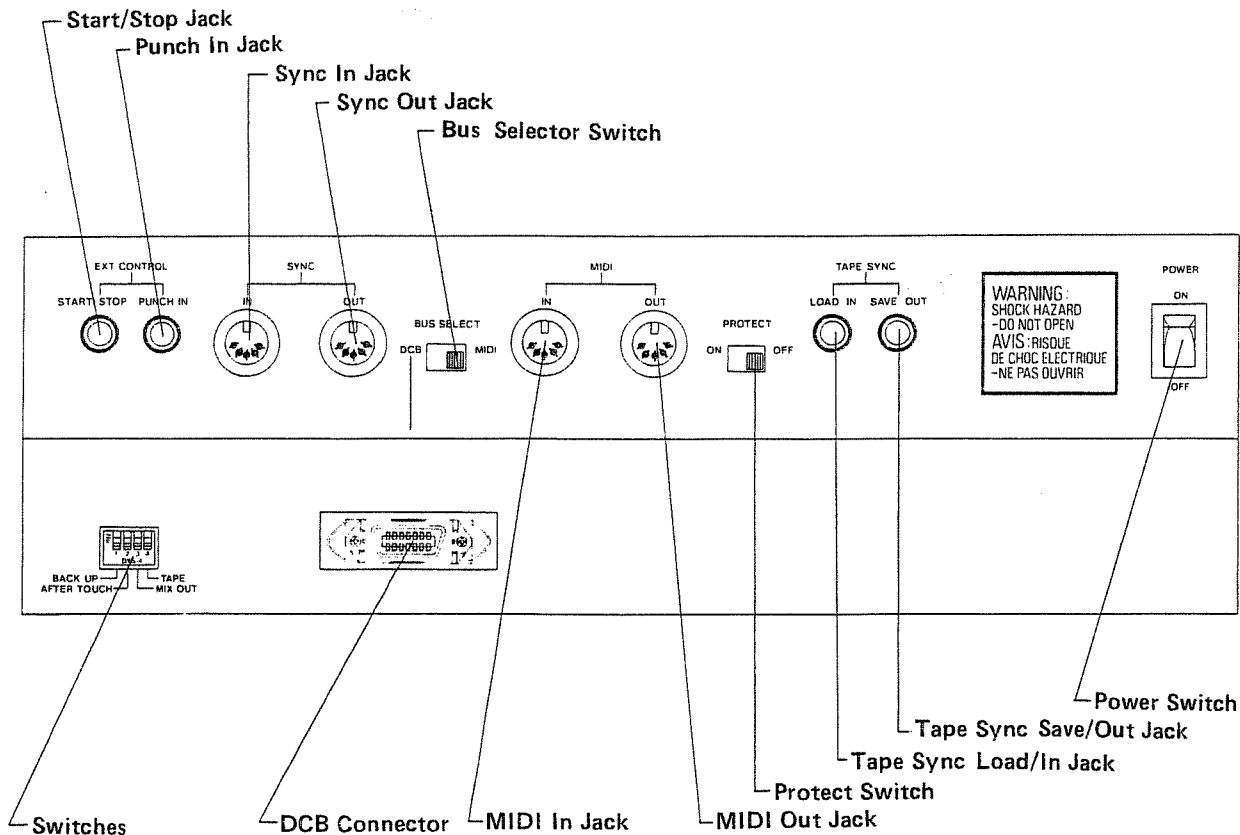 Start/Stop Jack
Punch In Jack
Sync In Jack
Sync Out Jack
Bus Selector Switch
EXT CONTROL
SYNC
MIDI
TAPE SYNC
POWER
START STOP
PUNCH IN
IN
OUT
BUS SELECT
DCB
MIDI
IN
OUT
PROTECT
ON
OFF
LOAD IN
SAVE OUT
WARNING:
SHOCK HAZARD
-DO NOT OPEN
AVIS: RISQUE
DE CHOC ELECTRIQUE
-NE PAS OUVRIR
ON
OFF
1 2 3 4
BACK UP
TAPE
AFTER TOUCH
MIX OUT
Power Switch
Tape Sync Save/Out Jack
Tape Sync Load/In Jack
Protect Switch
Switches
DCB Connector
MIDI In Jack
MIDI Out Jack